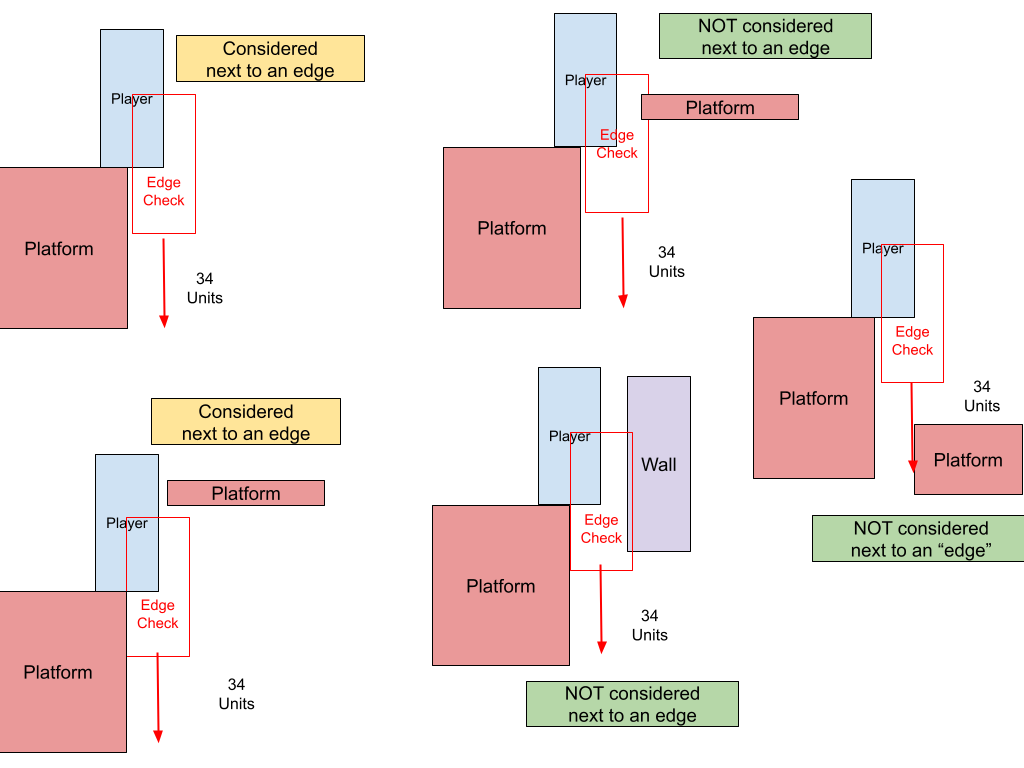 Considered
next to an edge
Player
Edge
Check
Platform
34
Units
NOT considered
next to an edge
Player
Platform
Edge
Check
Platform
34
Units
Player
Edge
Check
Platform
34
Units
Platform
NOT considered
next to an “edge”
Considered
next to an edge
Platform
Player
Edge
Check
Platform
34
Units
Player
Wall
Edge
Check
Platform
34
Units
NOT considered
next to an edge